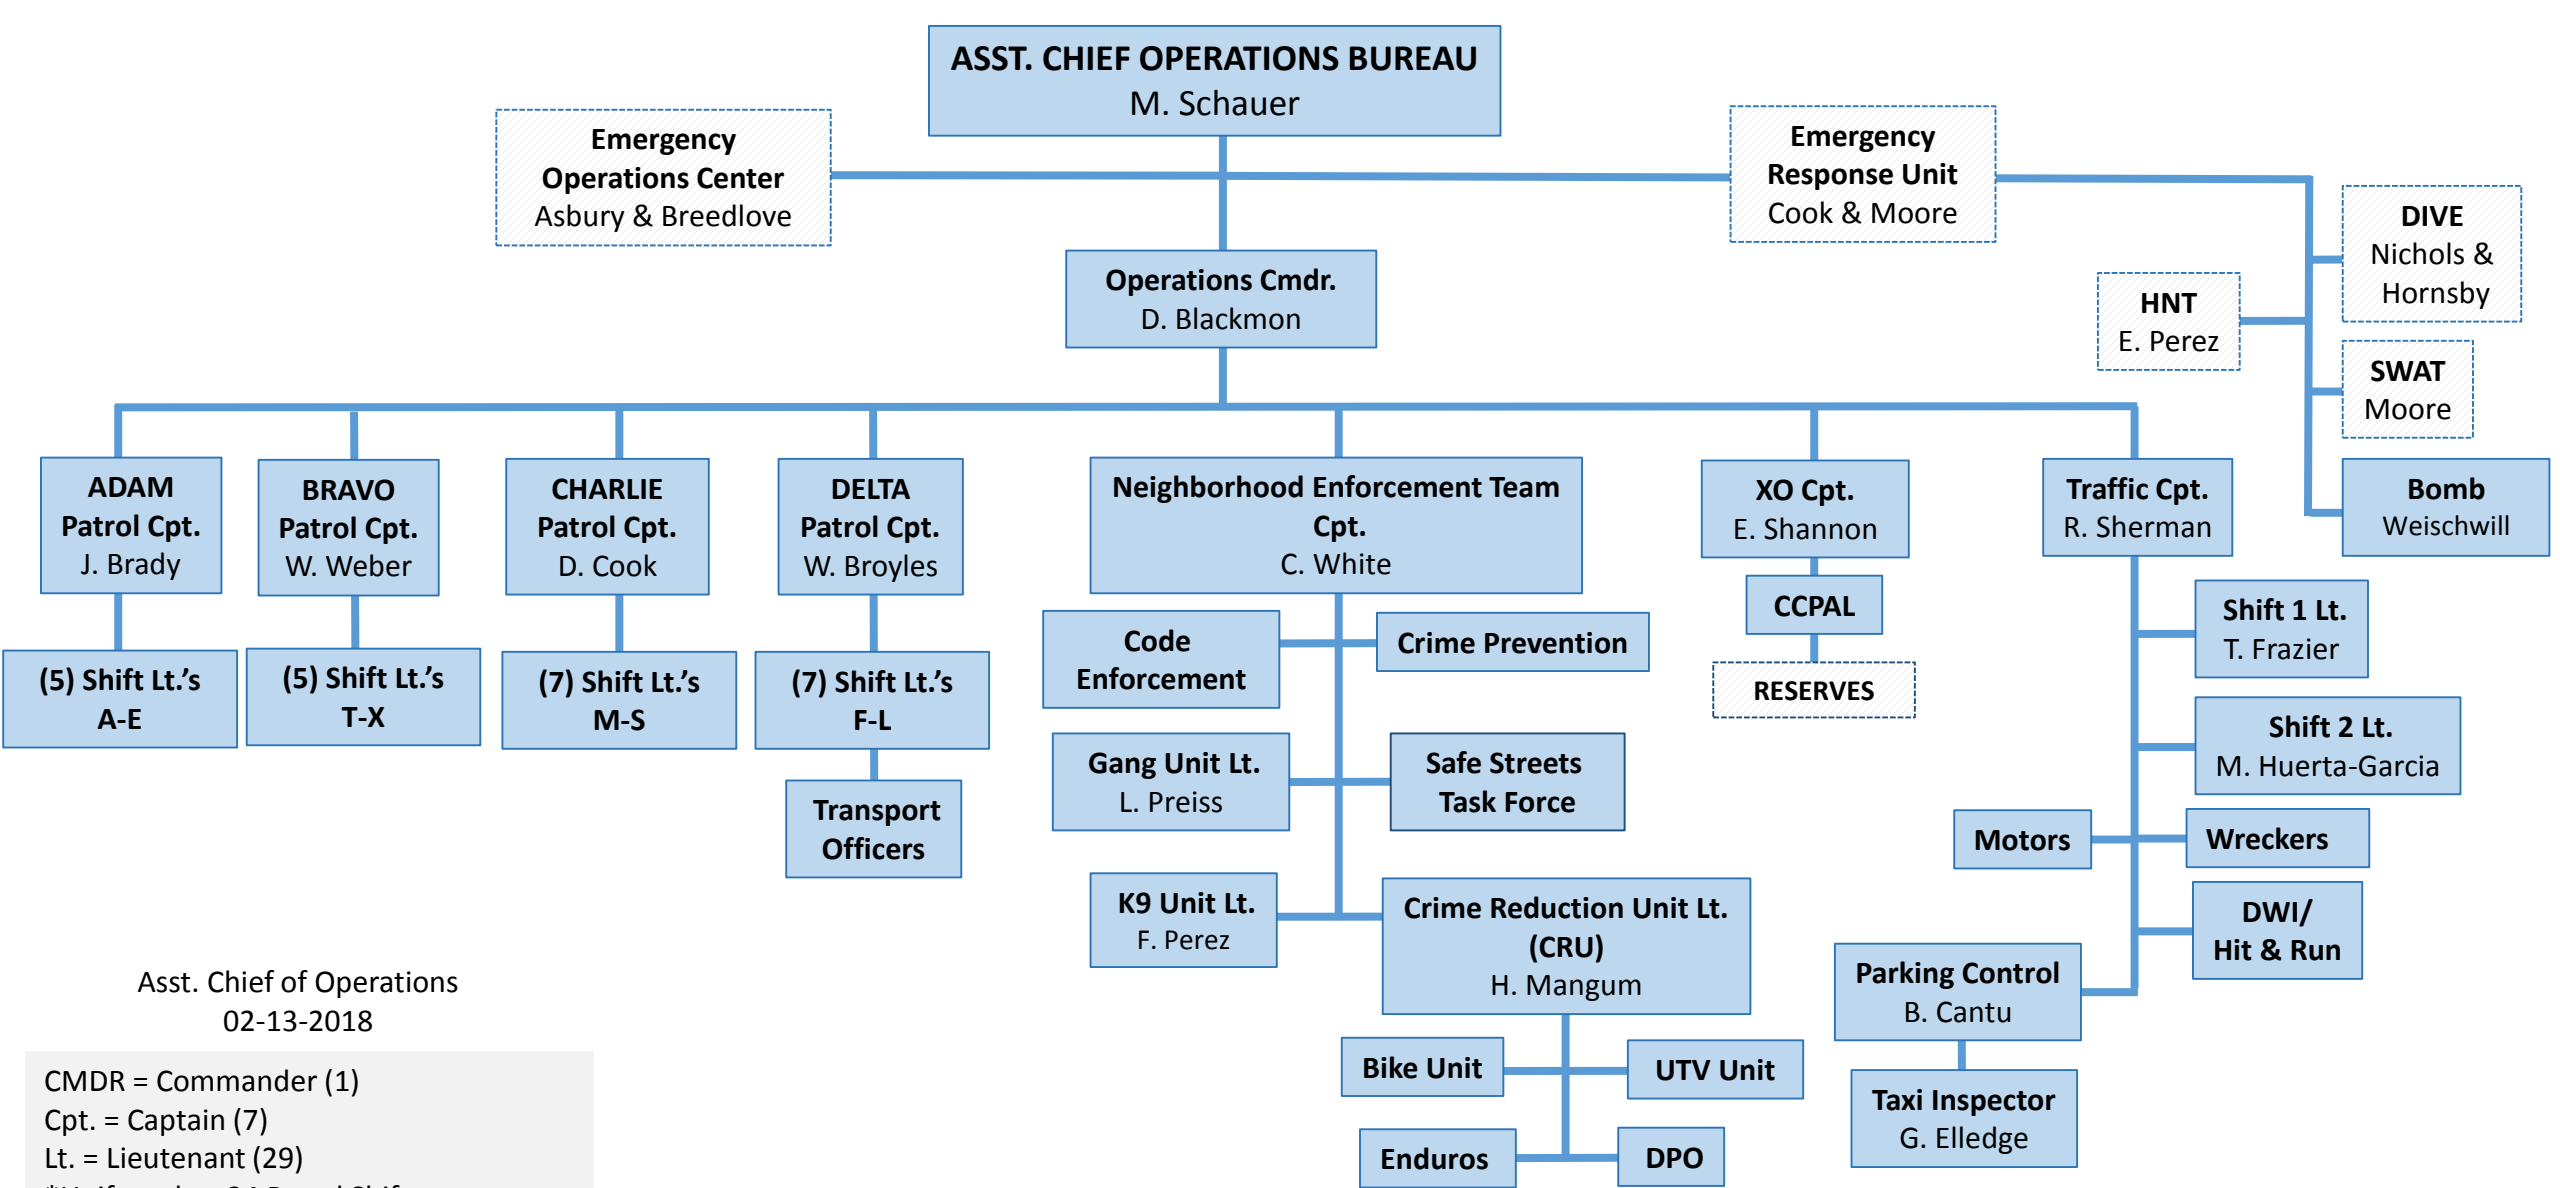 ASST. CHIEF OPERATIONS BUREAU
M. Schauer
Emergency
Operations Center
Asbury & Breedlove
Emergency
Response Unit
Cook & Moore
DIVE
Nichols &
Hornsby
HNT
E. Perez
SWAT
Moore
Bomb
Weischwill
Operations Cmdr.
D. Blackmon
ADAM
Patrol Cpt.
J. Brady
BRAVO
Patrol Cpt.
W. Weber
CHARLIE
Patrol Cpt.
D. Cook
DELTA
Patrol Cpt.
W. Broyles
Neighborhood Enforcement Team
Cpt.
C. White
XO Cpt.
E. Shannon
Traffic Cpt.
R. Sherman
(5) Shift Lt.'s
A-E
(5) Shift Lt.'s
T-X
(7) Shift Lt.'s
M-S
(7) Shift Lt.'s
F-L
Transport
Officers
Code
Enforcement
Crime Prevention
Gang Unit Lt.
L. Preiss
Safe Streets
Task Force
K9 Unit Lt.
F. Perez
Crime Reduction Unit Lt.
(CRU)
H. Mangum
Bike Unit
UTV Unit
Enduros
DPO
CCPAL
RESERVES
Shift 1 Lt.
T. Frazier
Shift 2 Lt.
M. Huerta-Garcia
Motors
Wreckers
DWI/
Hit & Run
Parking Control
B. Cantu
Taxi Inspector
G. Elledge
Asst. Chief of Operations
02-13-2018
CMDR = Commander (1)
Cpt. = Captain (7)
Lt. = Lieutenant (29)